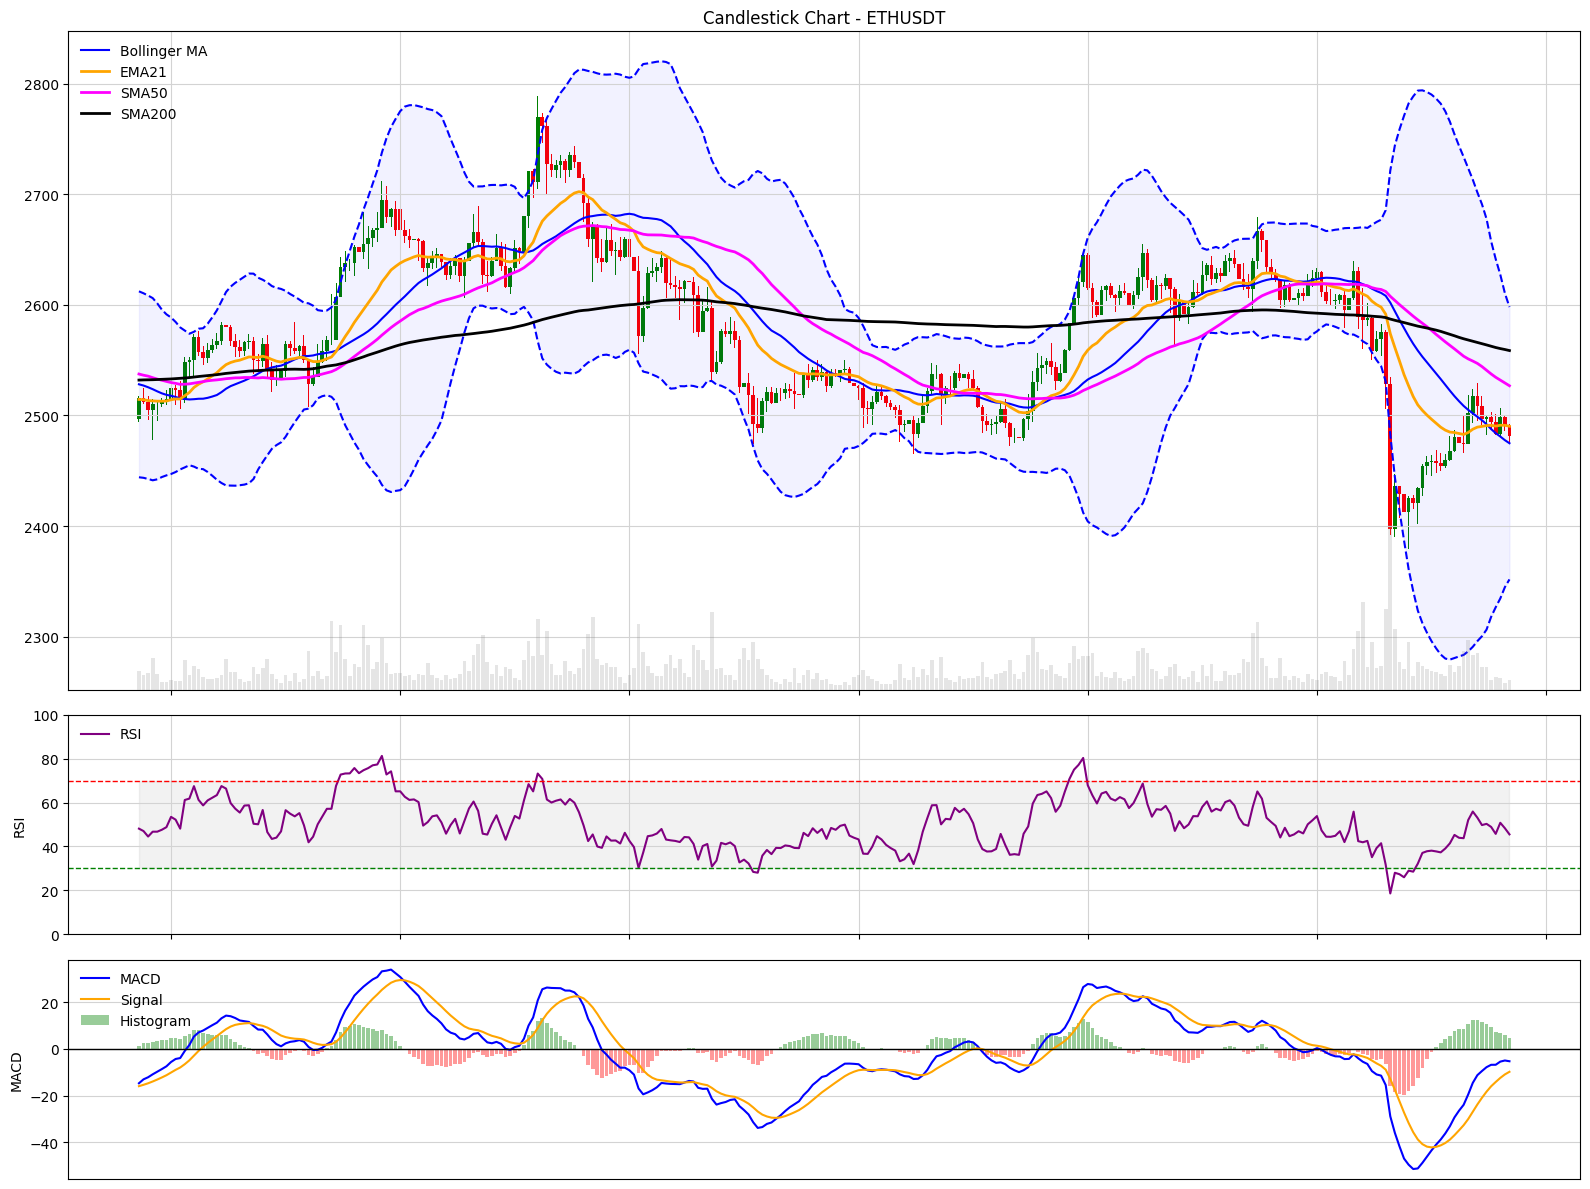 Candlestick Chart - ETHUSDT
Bollinger MA
EMA21
SMA50
SMA200
2800
2700
2600
2500
2400
2300
RSI
100
80
60
40
20
0
RSI
MACD
Signal
Histogram
20
0
−20
−40
MACD